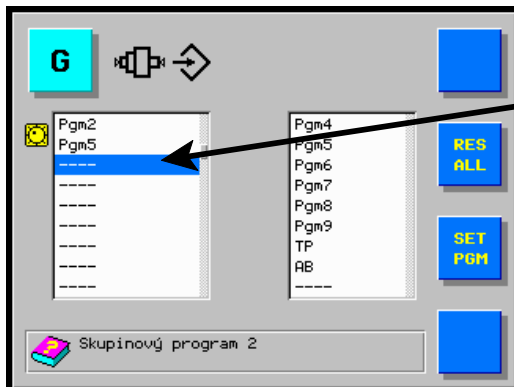 G
Pgm2
Pgm5
----
----
----
----
----
----
----
Pgm4
Pgm5
Pgm6
Pgm7
Pgm8
Pgm9
TP
AB
----
RES
ALL
SET
PGM
Skupinový program 2